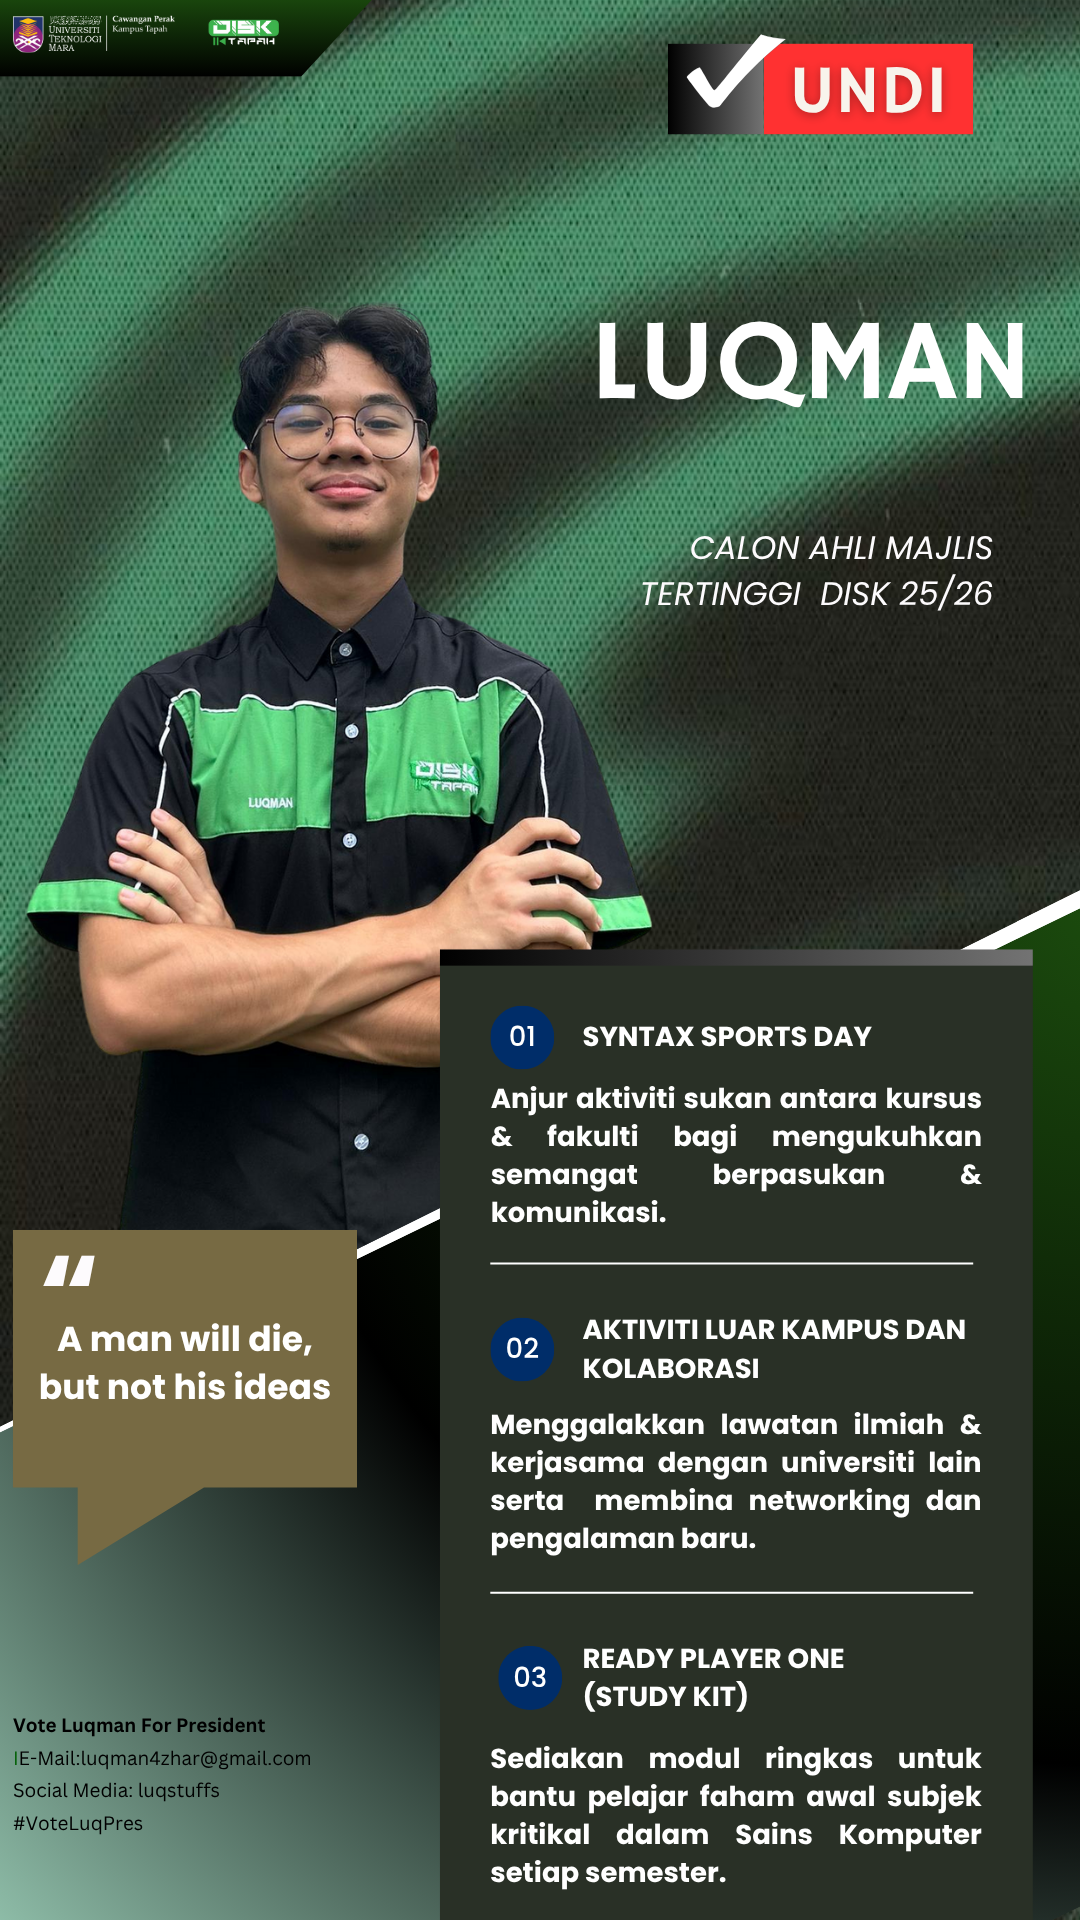 UNIVERSITI
TEKNOLOGI
MARA
Cawangan Perak
Kampus Tapah
DISK
TAPAH
UNDI
LUQMAN
CALON AHLI MAJLIS
TERTINGGI DISK 25/26
LUQMAN
DISK
TAPAH
01
SYNTAX SPORTS DAY
Anjur aktiviti sukan antara kursus
& fakulti bagi mengukuhkan
semangat berpasukan &
komunikasi.
“
A man will die,
but not his ideas
02
AKTIVITI LUAR KAMPUS DAN
KOLABORASI
Menggalakkan lawatan ilmiah &
kerjasama dengan universiti lain
serta membina networking dan
pengalaman baru.
03
READY PLAYER ONE
(STUDY KIT)
Sediakan modul ringkas untuk
bantu pelajar faham awal subjek
kritikal dalam Sains Komputer
setiap semester.
Vote Luqman For President
lE-Mail:luqman4zhar@gmail.com
Social Media: luqstuffs
#VoteLuqPres